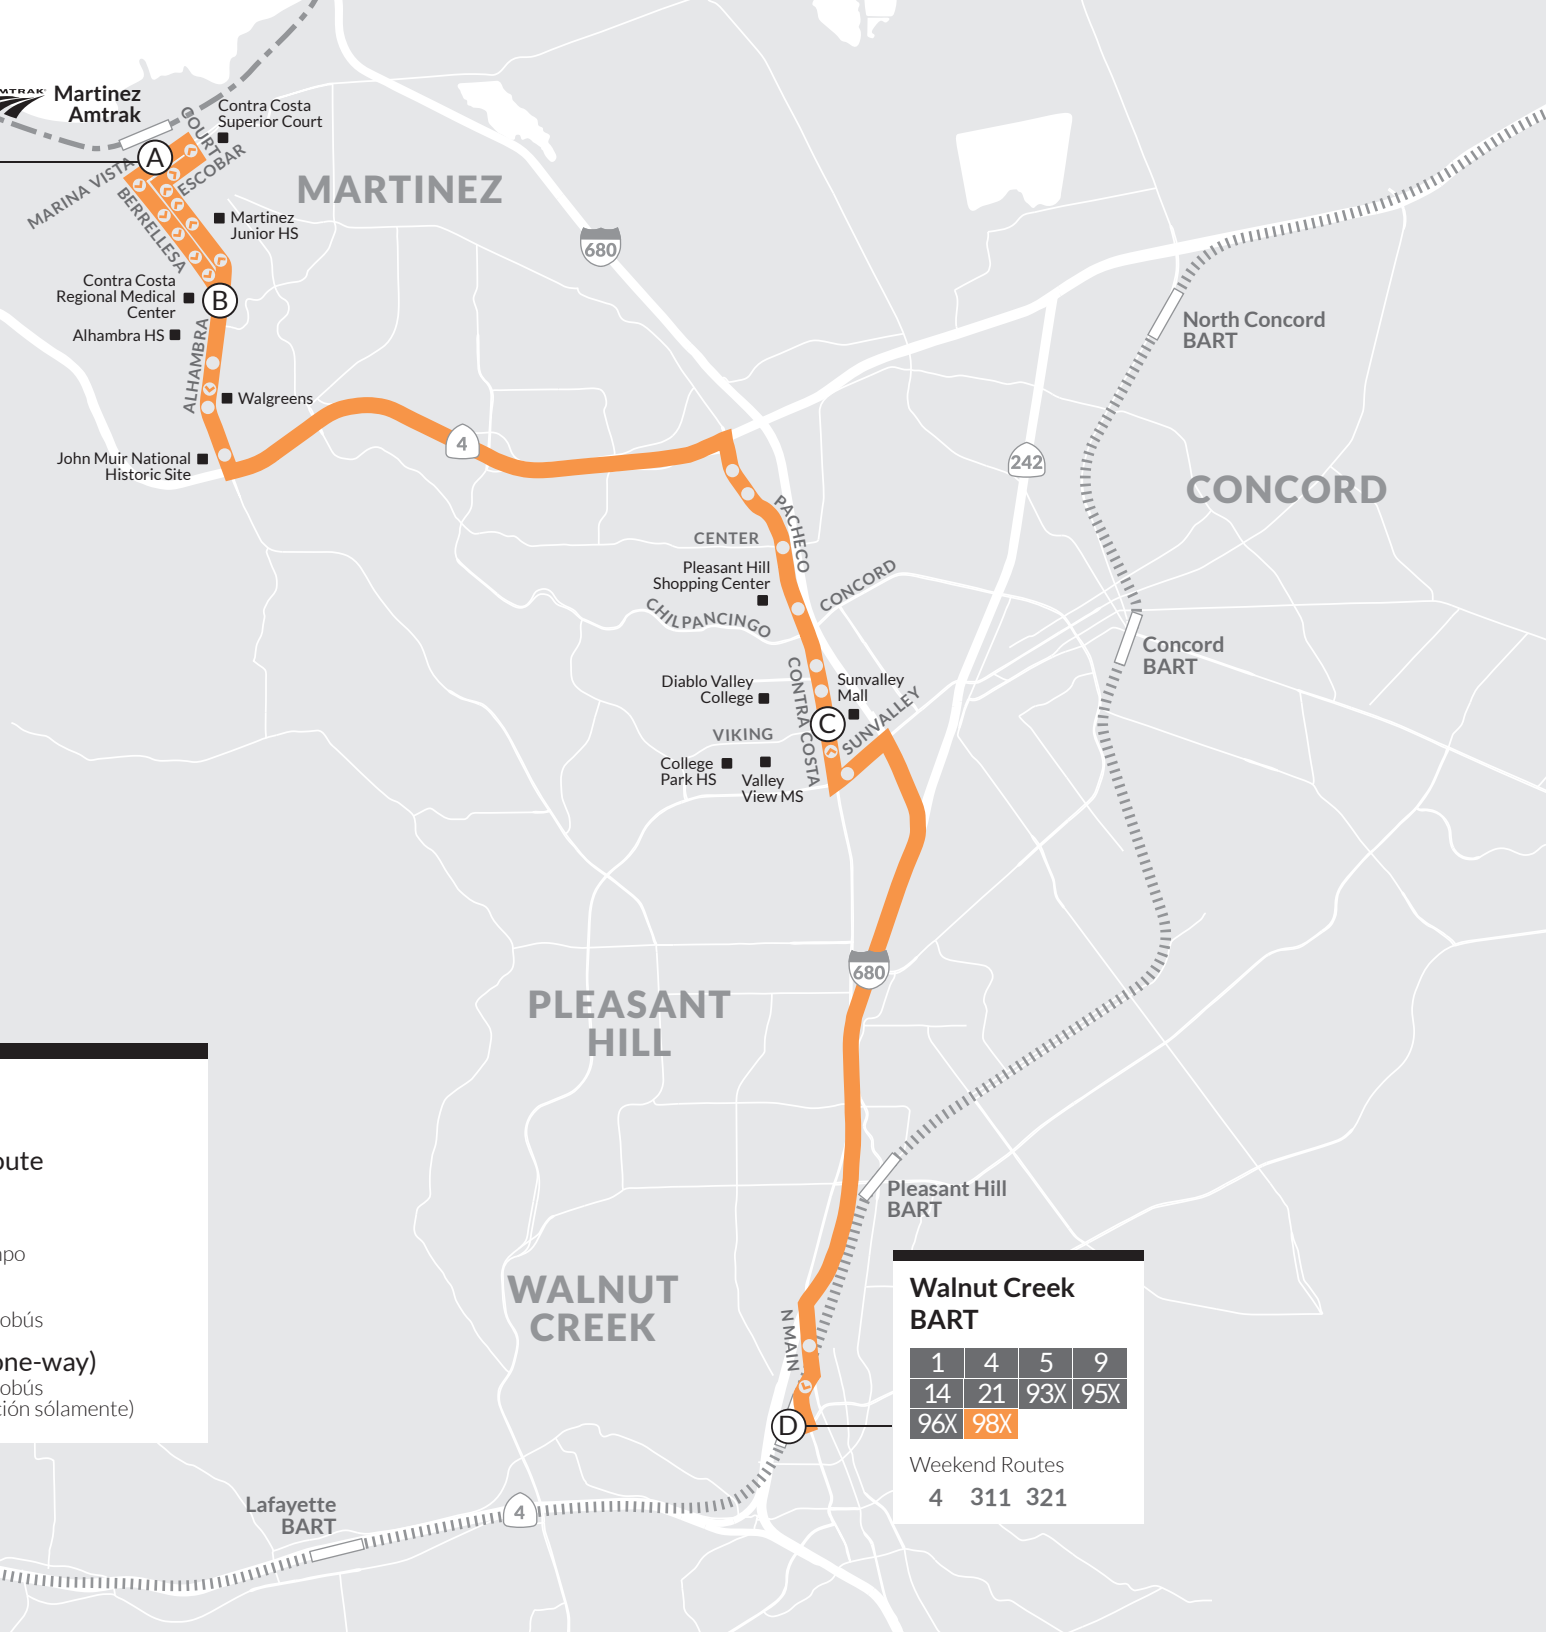 Martinez
Amtrak
Contra Costa
Superior Court
COURT
ESCOBAR
MARINA VISTA
BERRELLESA
A
MARTINEZ
Martinez
Junior HS
680
Contra Costa
Regional Medical
Center
B
Alhambra HS
ALHAMBRA
Walgreens
John Muir National
Historic Site
4
North Concord
BART
242
CONCORD
PACHECO
CENTER
Pleasant Hill
Shopping Center
CONCORD
CHILPANCINGO
Concord
BART
Diablo Valley
College
CONTRA COSTA
Sunvalley
Mall
SUNVALLEY
C
VIKING
College
Park HS
Valley
View MS
680
PLEASANT
HILL
Pleasant Hill
BART
WALNUT
CREEK
N MAIN
D
Walnut Creek
BART
1 4 5 9
14 21 93X 95X
96X 98X
Weekend Routes
4 311 321
Lafayette
BART
4
one-way)
obús
ción sólamente)
obús